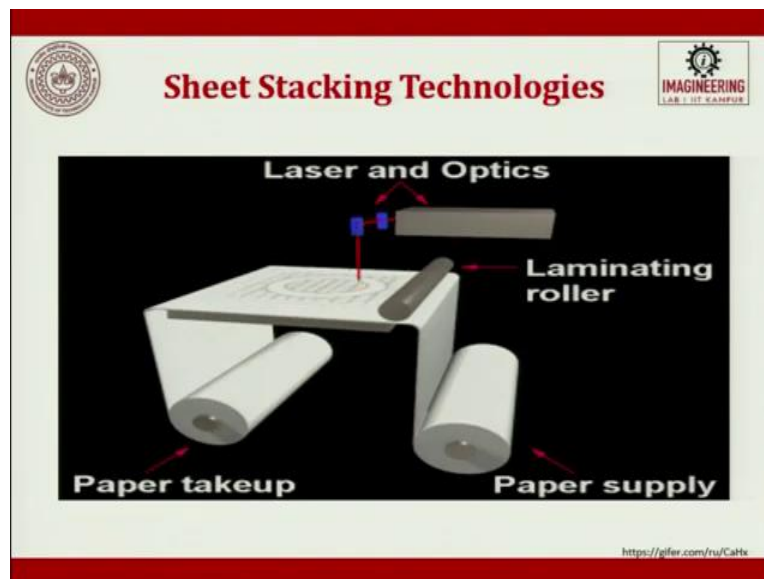 Sheet Stacking Technologies
IMAGINEERING
LAB | IIT KANPUR
Laser and Optics
Laminating
roller
Paper takeup
Paper supply
https://gifer.com/ru/CaHx